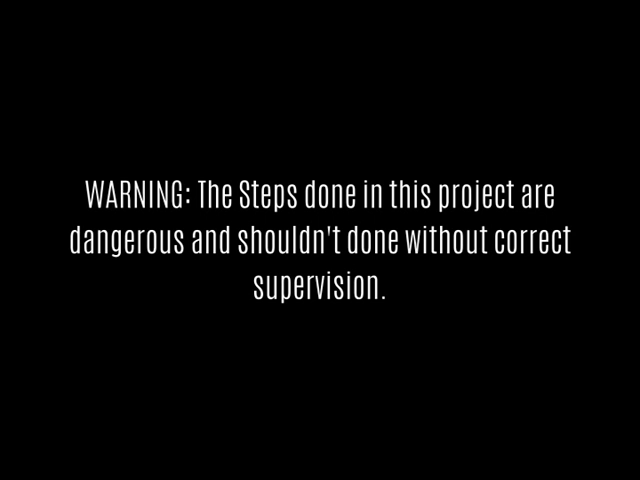 WARNING: The Steps done in this project are
dangerous and shouldn't done without correct
supervision.